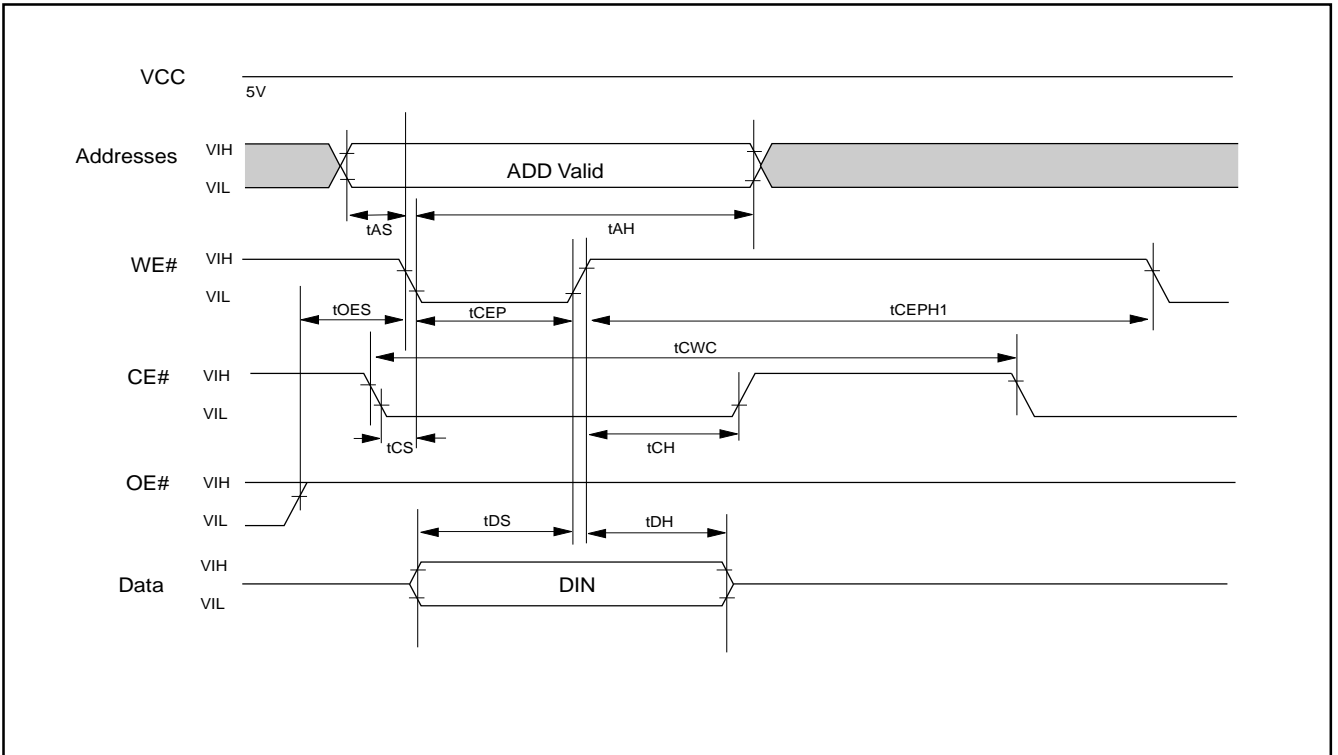 VCC
5V
Addresses
VIH
VIL
ADD Valid
tAS
tAH
WE#
VIH
VIL
tOES
tCEP
tCEPH1
tCWC
CE#
VIH
VIL
tCS
tCH
OE#
VIH
VIL
tDS
tDH
Data
VIH
VIL
DIN